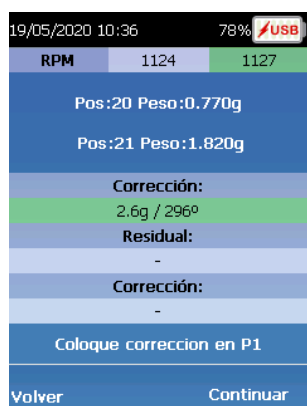 19/05/2020 10:36 78% USB
RPM 1124 1127
Pos:20 Peso:0.770g
Pos:21 Peso:1.820g
Corrección:
2.6g / 296º
Residual:
-
Corrección:
-
Coloque correccion en P1
Volver Continuar